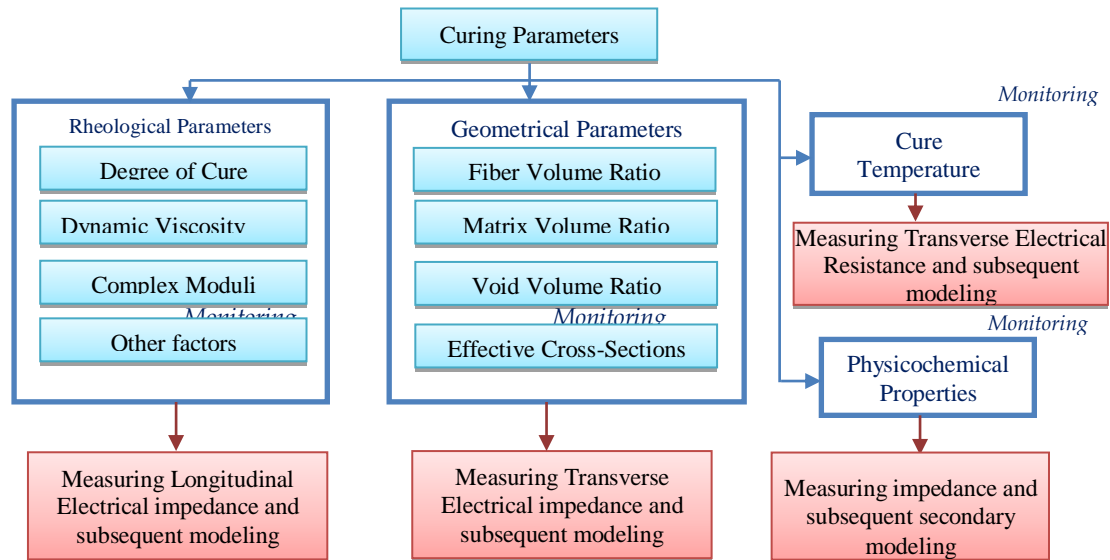 Curing Parameters
Rheological Parameters
Degree of Cure
Dynamic Viscosity
Complex Moduli
Monitoring
Other factors
Measuring Longitudinal
Electrical impedance and
subsequent modeling
Geometrical Parameters
Fiber Volume Ratio
Matrix Volume Ratio
Void Volume Ratio
Monitoring
Effective Cross-Sections
Measuring Transverse
Electrical impedance and
subsequent modeling
Monitoring
Cure
Temperature
Measuring Transverse Electrical
Resistance and subsequent
modeling
Monitoring
Physicochemical
Properties
Measuring impedance and
subsequent secondary
modeling